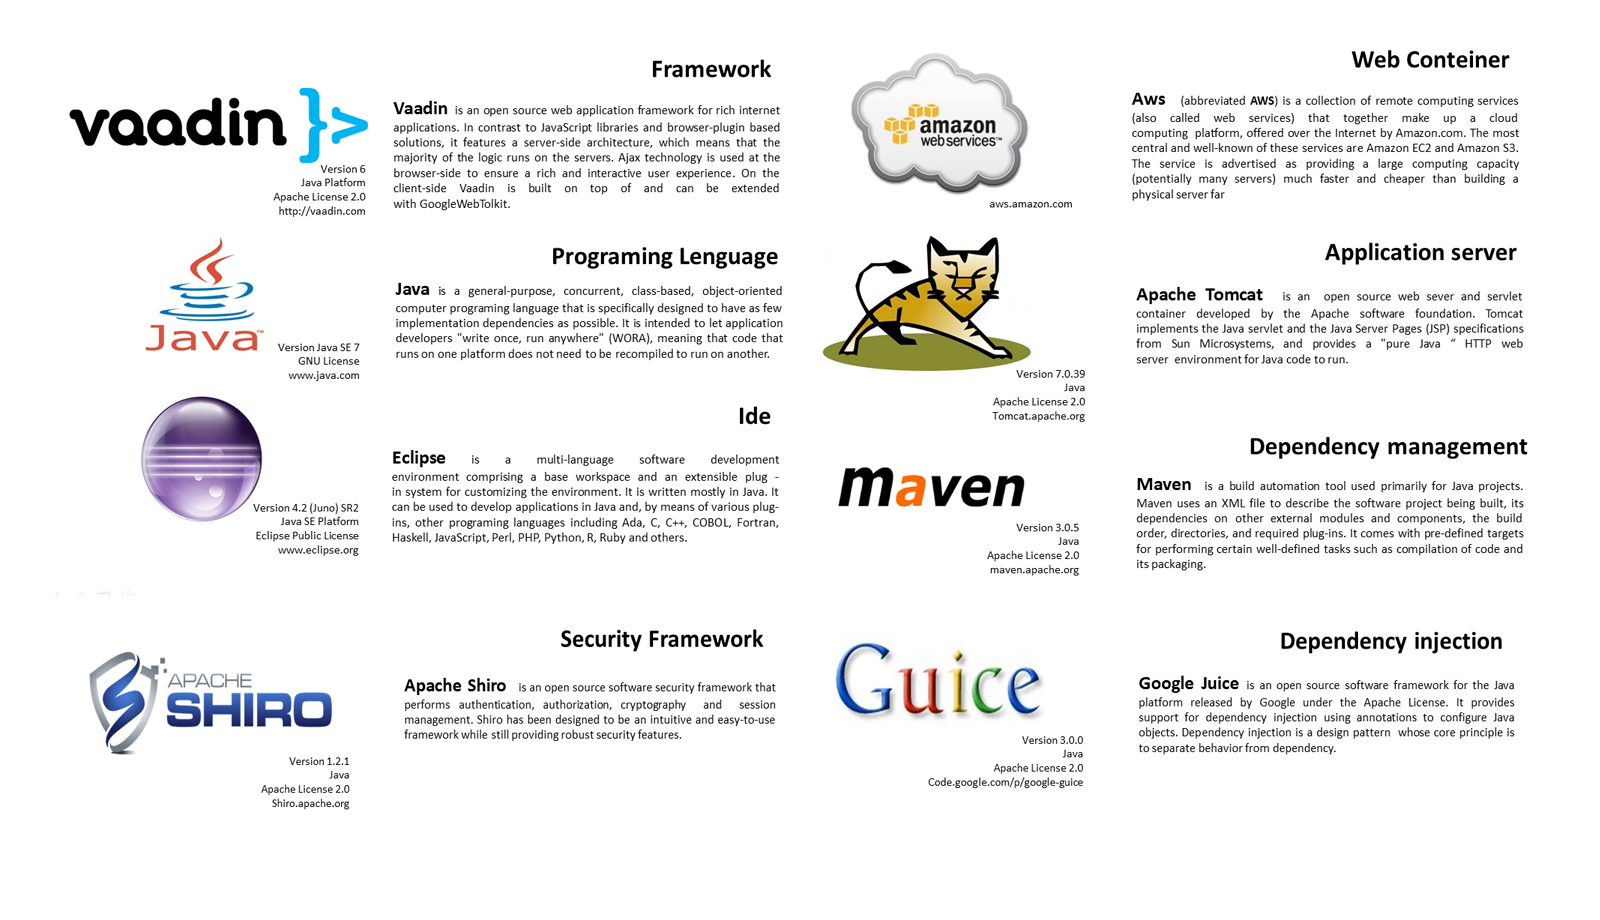 Framework
vaadin }>
Vaadin is an open source web application framework for rich internet
applications. In contrast to JavaScript libraries and browser-plugin based
solutions, it features a server-side architecture, which means that the
majority of the logic runs on the servers. Ajax technology is used at the
browser-side to ensure a rich and interactive user experience. On the
client-side Vaadin is built on top of and can be extended
with GoogleWebTolkit.
Version 6
Java Platform
Apache License 2.0
http://vaadin.com
Programing Lenguage
Java™
Java is a general-purpose, concurrent, class-based, object-oriented
computer programing language that is specifically designed to have as few
implementation dependencies as possible. It is intended to let application
developers "write once, run anywhere" (WORA), meaning that code that
runs on one platform does not need to be recompiled to run on another.
Version Java SE 7
GNU License
www.java.com
Ide
Eclipse is a multi-language software development
environment comprising a base workspace and an extensible plug -
in system for customizing the environment. It is written mostly in Java. It
can be used to develop applications in Java and, by means of various plug-
ins, other programing languages including Ada, C, C++, COBOL, Fortran,
Haskell, JavaScript, Perl, PHP, Python, R, Ruby and others.
Version 4.2 (Juno) SR2
Java SE Platform
Eclipse Public License
www.eclipse.org
Security Framework
APACHE
SHIRO
Apache Shiro is an open source software security framework that
performs authentication, authorization, cryptography and session
management. Shiro has been designed to be an intuitive and easy-to-use
framework while still providing robust security features.
Version 1.2.1
Java
Apache License 2.0
Shiro.apache.org
Web Conteiner
amazon
webservices™
Aws (abbreviated AWS) is a collection of remote computing services
(also called web services) that together make up a cloud
computing platform, offered over the Internet by Amazon.com. The most
central and well-known of these services are Amazon EC2 and Amazon S3.
The service is advertised as providing a large computing capacity
(potentially many servers) much faster and cheaper than building a
physical server far
aws.amazon.com
Application server
Apache Tomcat is an open source web sever and servlet
container developed by the Apache software foundation. Tomcat
implements the Java servlet and the Java Server Pages (JSP) specifications
from Sun Microsystems, and provides a "pure Java “ HTTP web
server environment for Java code to run.
Version 7.0.39
Java
Apache License 2.0
Tomcat.apache.org
Dependency management
maven
Maven is a build automation tool used primarily for Java projects.
Maven uses an XML file to describe the software project being built, its
dependencies on other external modules and components, the build
order, directories, and required plug-ins. It comes with pre-defined targets
for performing certain well-defined tasks such as compilation of code and
its packaging.
Version 3.0.5
Java
Apache License 2.0
maven.apache.org
Dependency injection
Guice
Google Juice is an open source software framework for the Java
platform released by Google under the Apache License. It provides
support for dependency injection using annotations to configure Java
objects. Dependency injection is a design pattern whose core principle is
to separate behavior from dependency.
Version 3.0.0
Java
Apache License 2.0
Code.google.com/p/google-guice